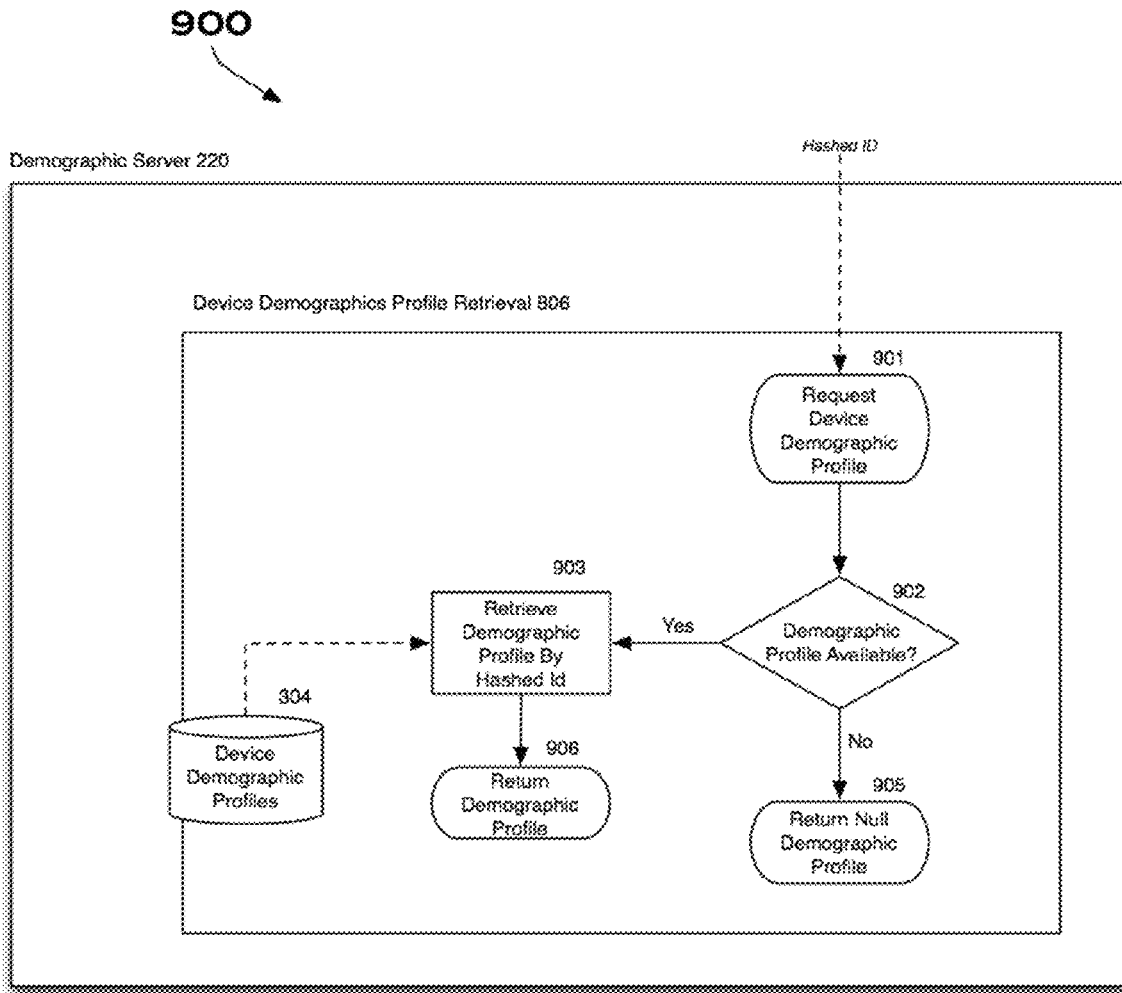 900
Demographic Server 220
Hashed ID
Device Demographics Profile Retrieval 806
901
Request
Device
Demographic
Profile
902
Demographic
Profile Available?
Yes
903
Retrieve
Demographic
Profile By
Hashed Id
304
Device
Demographic
Profiles
906
Return
Demographic
Profile
No
905
Return Null
Demographic
Profile